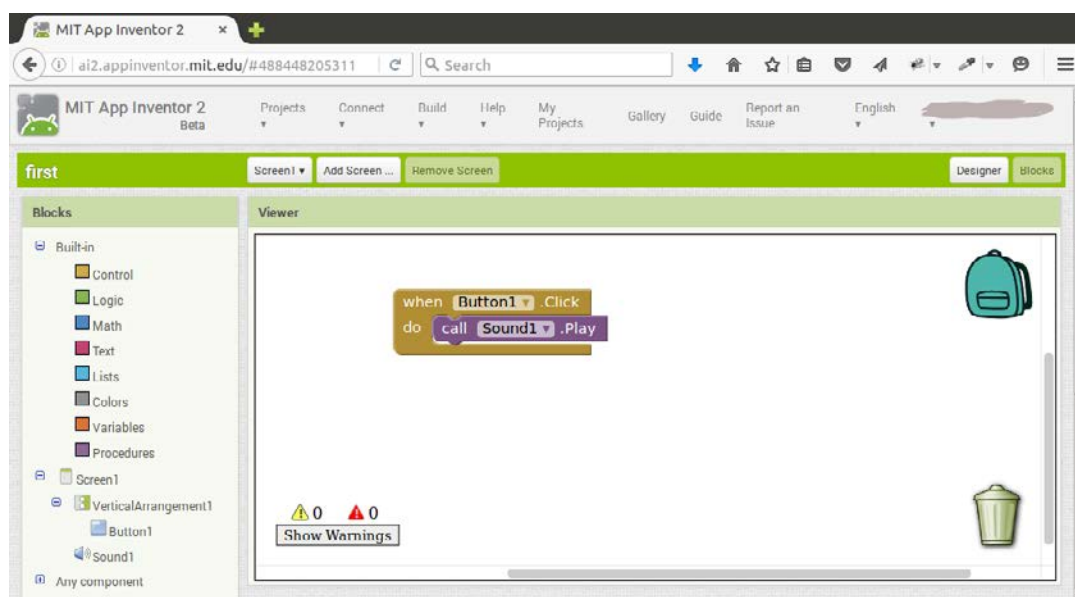 MIT App Inventor 2
ai2.appinventor.mit.edu/#488448205311
Search
MIT App Inventor 2
Beta
Projects
Connect
Build
Help
My Projects
Gallery
Guide
Report an Issue
English
first
Screen1
Add Screen ...
Remove Screen
Designer
Blocks
Blocks
Viewer
Built-in
Control
Logic
Math
Text
Lists
Colors
Variables
Procedures
Screen1
VerticalArrangement1
Button1
Sound1
Any component
when Button1 .Click
do call Sound1 .Play
0 0
Show Warnings